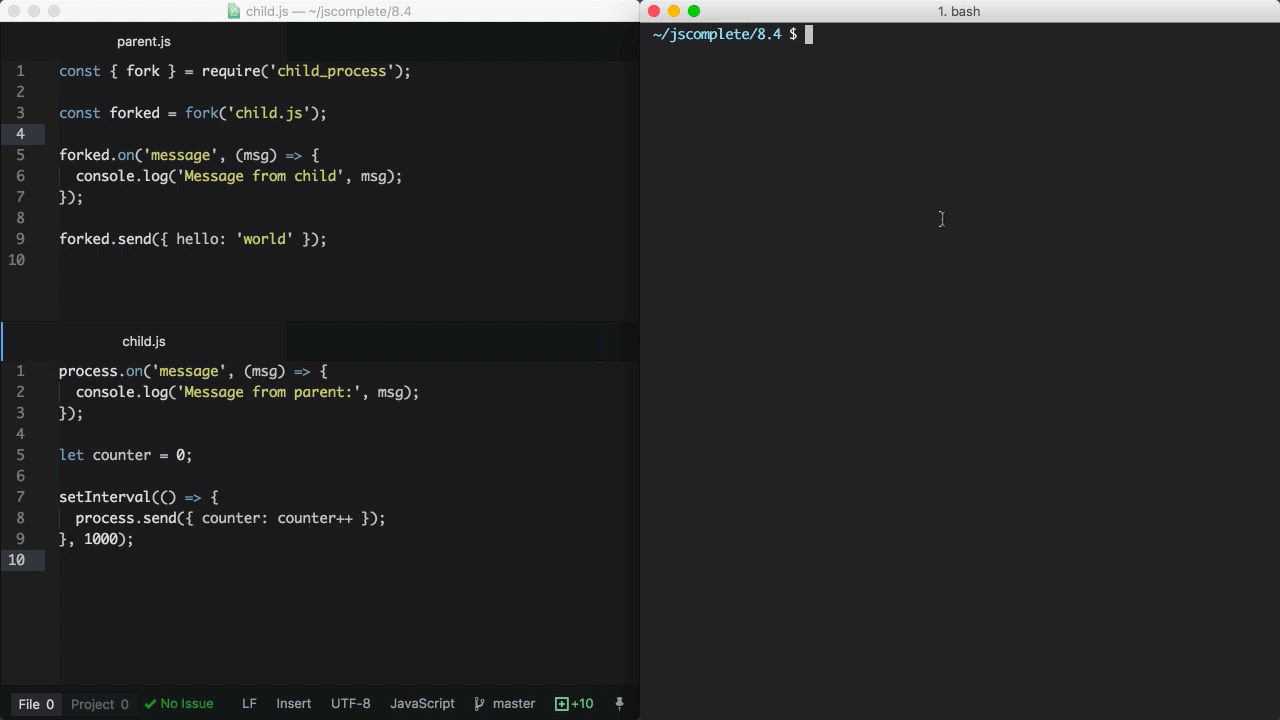 child.js — ~/jscomplete/8.4
parent.js
1 const { fork } = require('child_process');
2
3 const forked = fork('child.js');
4
5 forked.on('message', (msg) => {
6 console.log('Message from child', msg);
7 });
8
9 forked.send({ hello: 'world' });
10
child.js
1 process.on('message', (msg) => {
2 console.log('Message from parent:', msg);
3 });
4
5 let counter = 0;
6
7 setInterval(() => {
8 process.send({ counter: counter++ });
9 }, 1000);
10
File 0 Project 0 No Issue LF Insert UTF-8 JavaScript master +10
1. bash
~/jscomplete/8.4 $